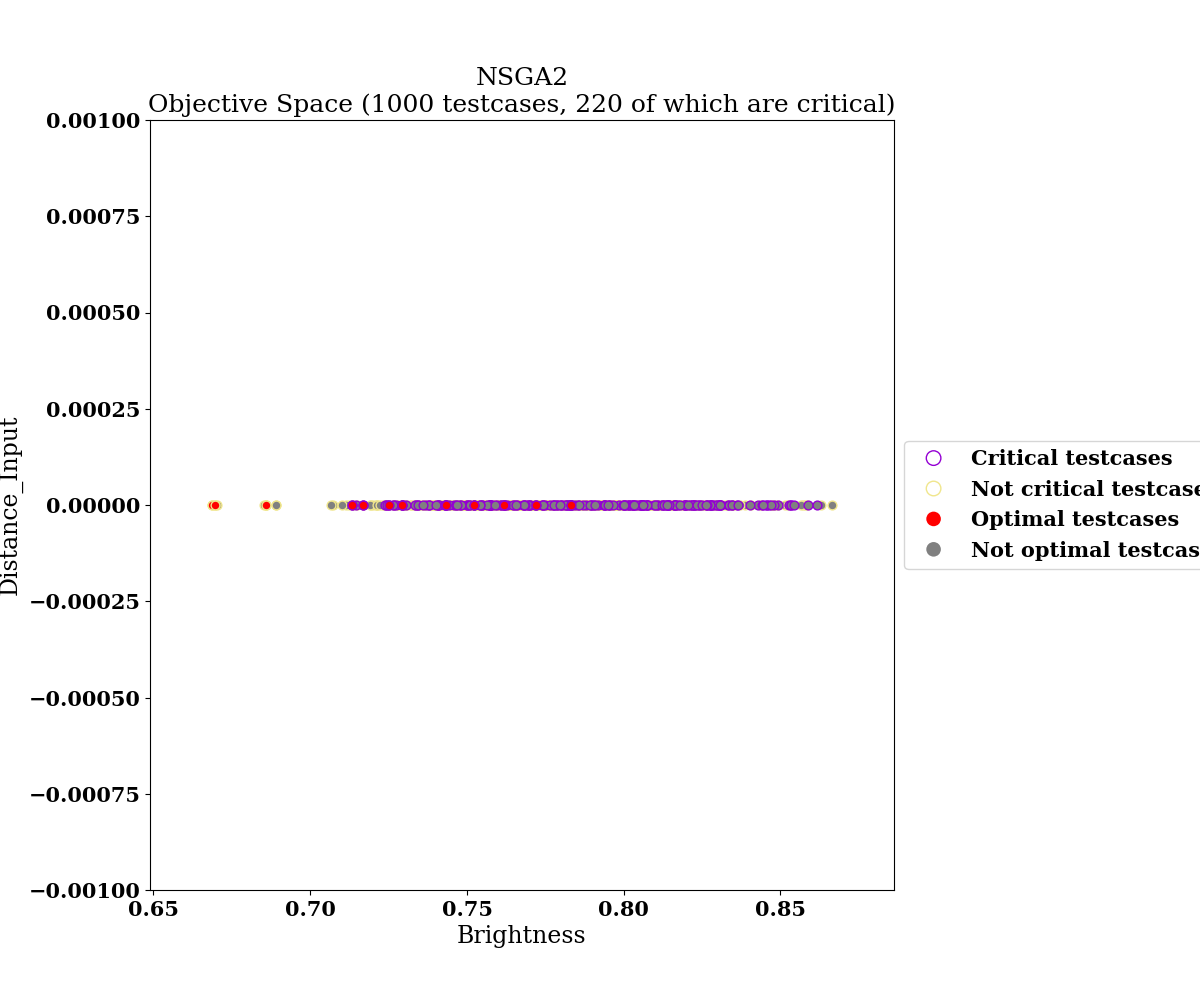 NSGA2
Objective Space (1000 testcases, 220 of which are critical)
0.00100
0.00075
0.00050
0.00025
0.00000
−0.00025
−0.00050
−0.00075
−0.00100
Distance_Input
0.65 0.70 0.75 0.80 0.85
Brightness
Critical testcases
Not critical testcase
Optimal testcases
Not optimal testcas